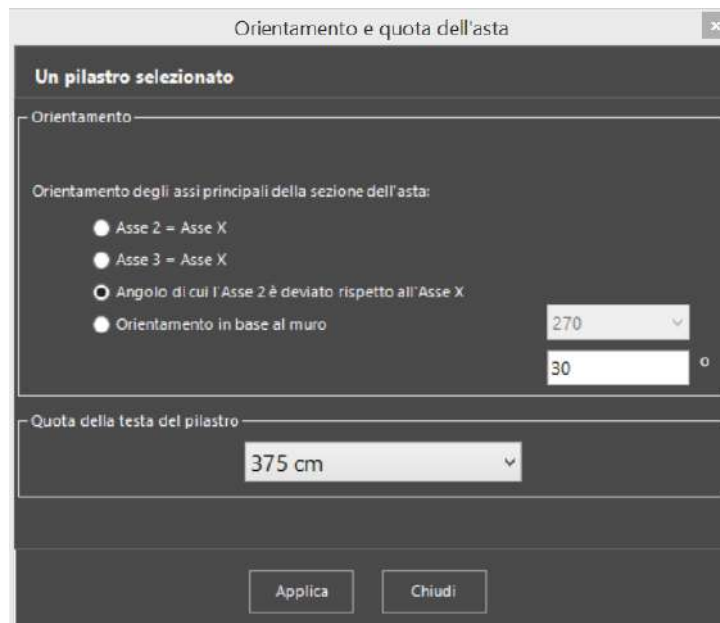 Orientamento e quota dell'asta
Un pilastro selezionato
Orientamento
Orientamento degli assi principali della sezione dell'asta:
Asse 2 = Asse X
Asse 3 = Asse X
Angolo di cui l'Asse 2 è deviato rispetto all'Asse X
Orientamento in base al muro
270
30 °
Quota della testa del pilastro
375 cm
Applica Chiudi